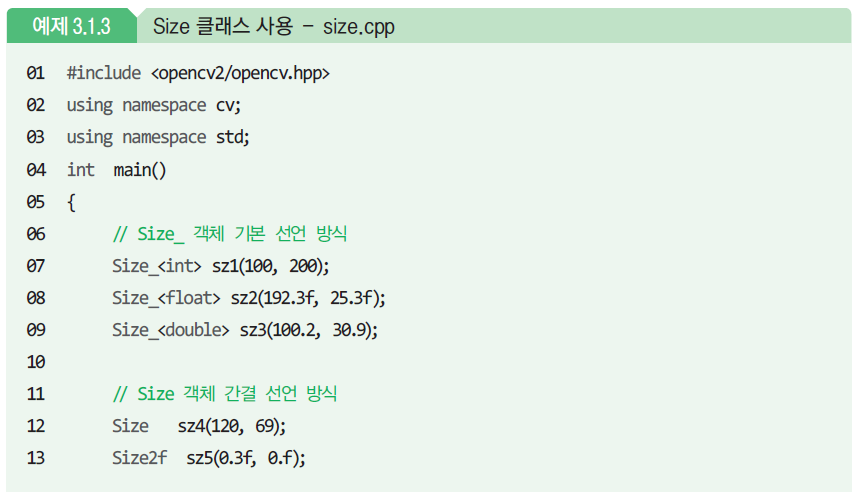 예제 3.1.3 Size 클래스 사용 - size.cpp
01 #include <opencv2/opencv.hpp>
02 using namespace cv;
03 using namespace std;
04 int main()
05 {
06 // Size_ 객체 기본 선언 방식
07 Size_<int> sz1(100, 200);
08 Size_<float> sz2(192.3f, 25.3f);
09 Size_<double> sz3(100.2, 30.9);
10
11 // Size 객체 간결 선언 방식
12 Size sz4(120, 69);
13 Size2f sz5(0.3f, 0.f);